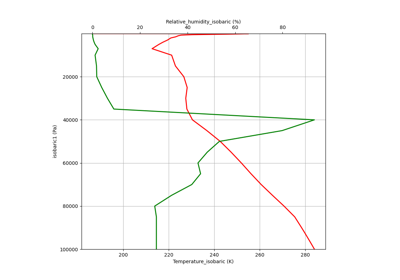 Relative_humidity_isobaric (%)
0 20 40 60 80
20000
40000
60000
80000
100000
isobaric1 (Pa)
200 220 240 260 280
Temperature_isobaric (K)